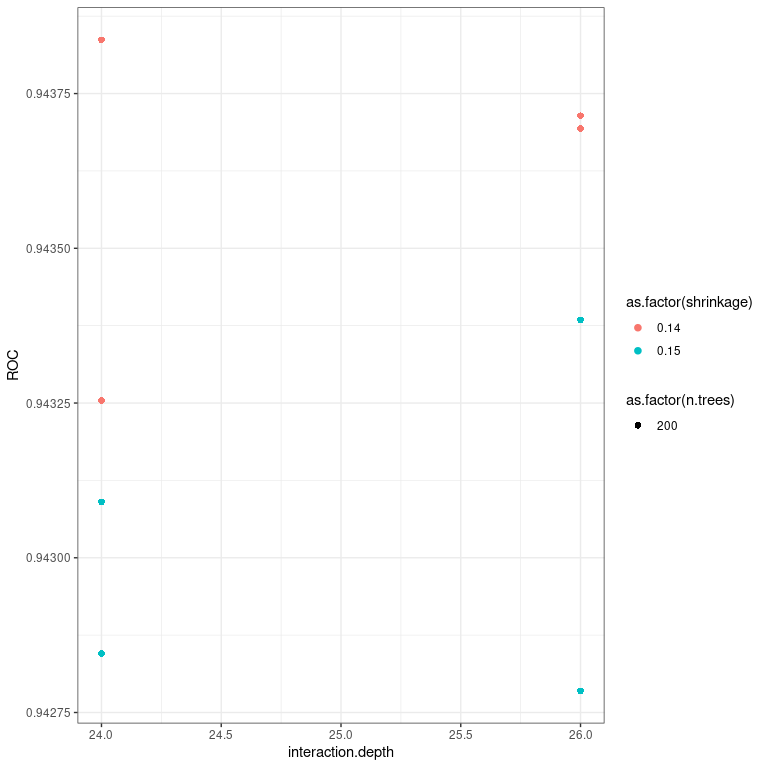 0.94375
0.94350
0.94325
0.94300
0.94275
ROC
24.0 24.5 25.0 25.5 26.0
interaction.depth
as.factor(shrinkage)
0.14
0.15
as.factor(n.trees)
200